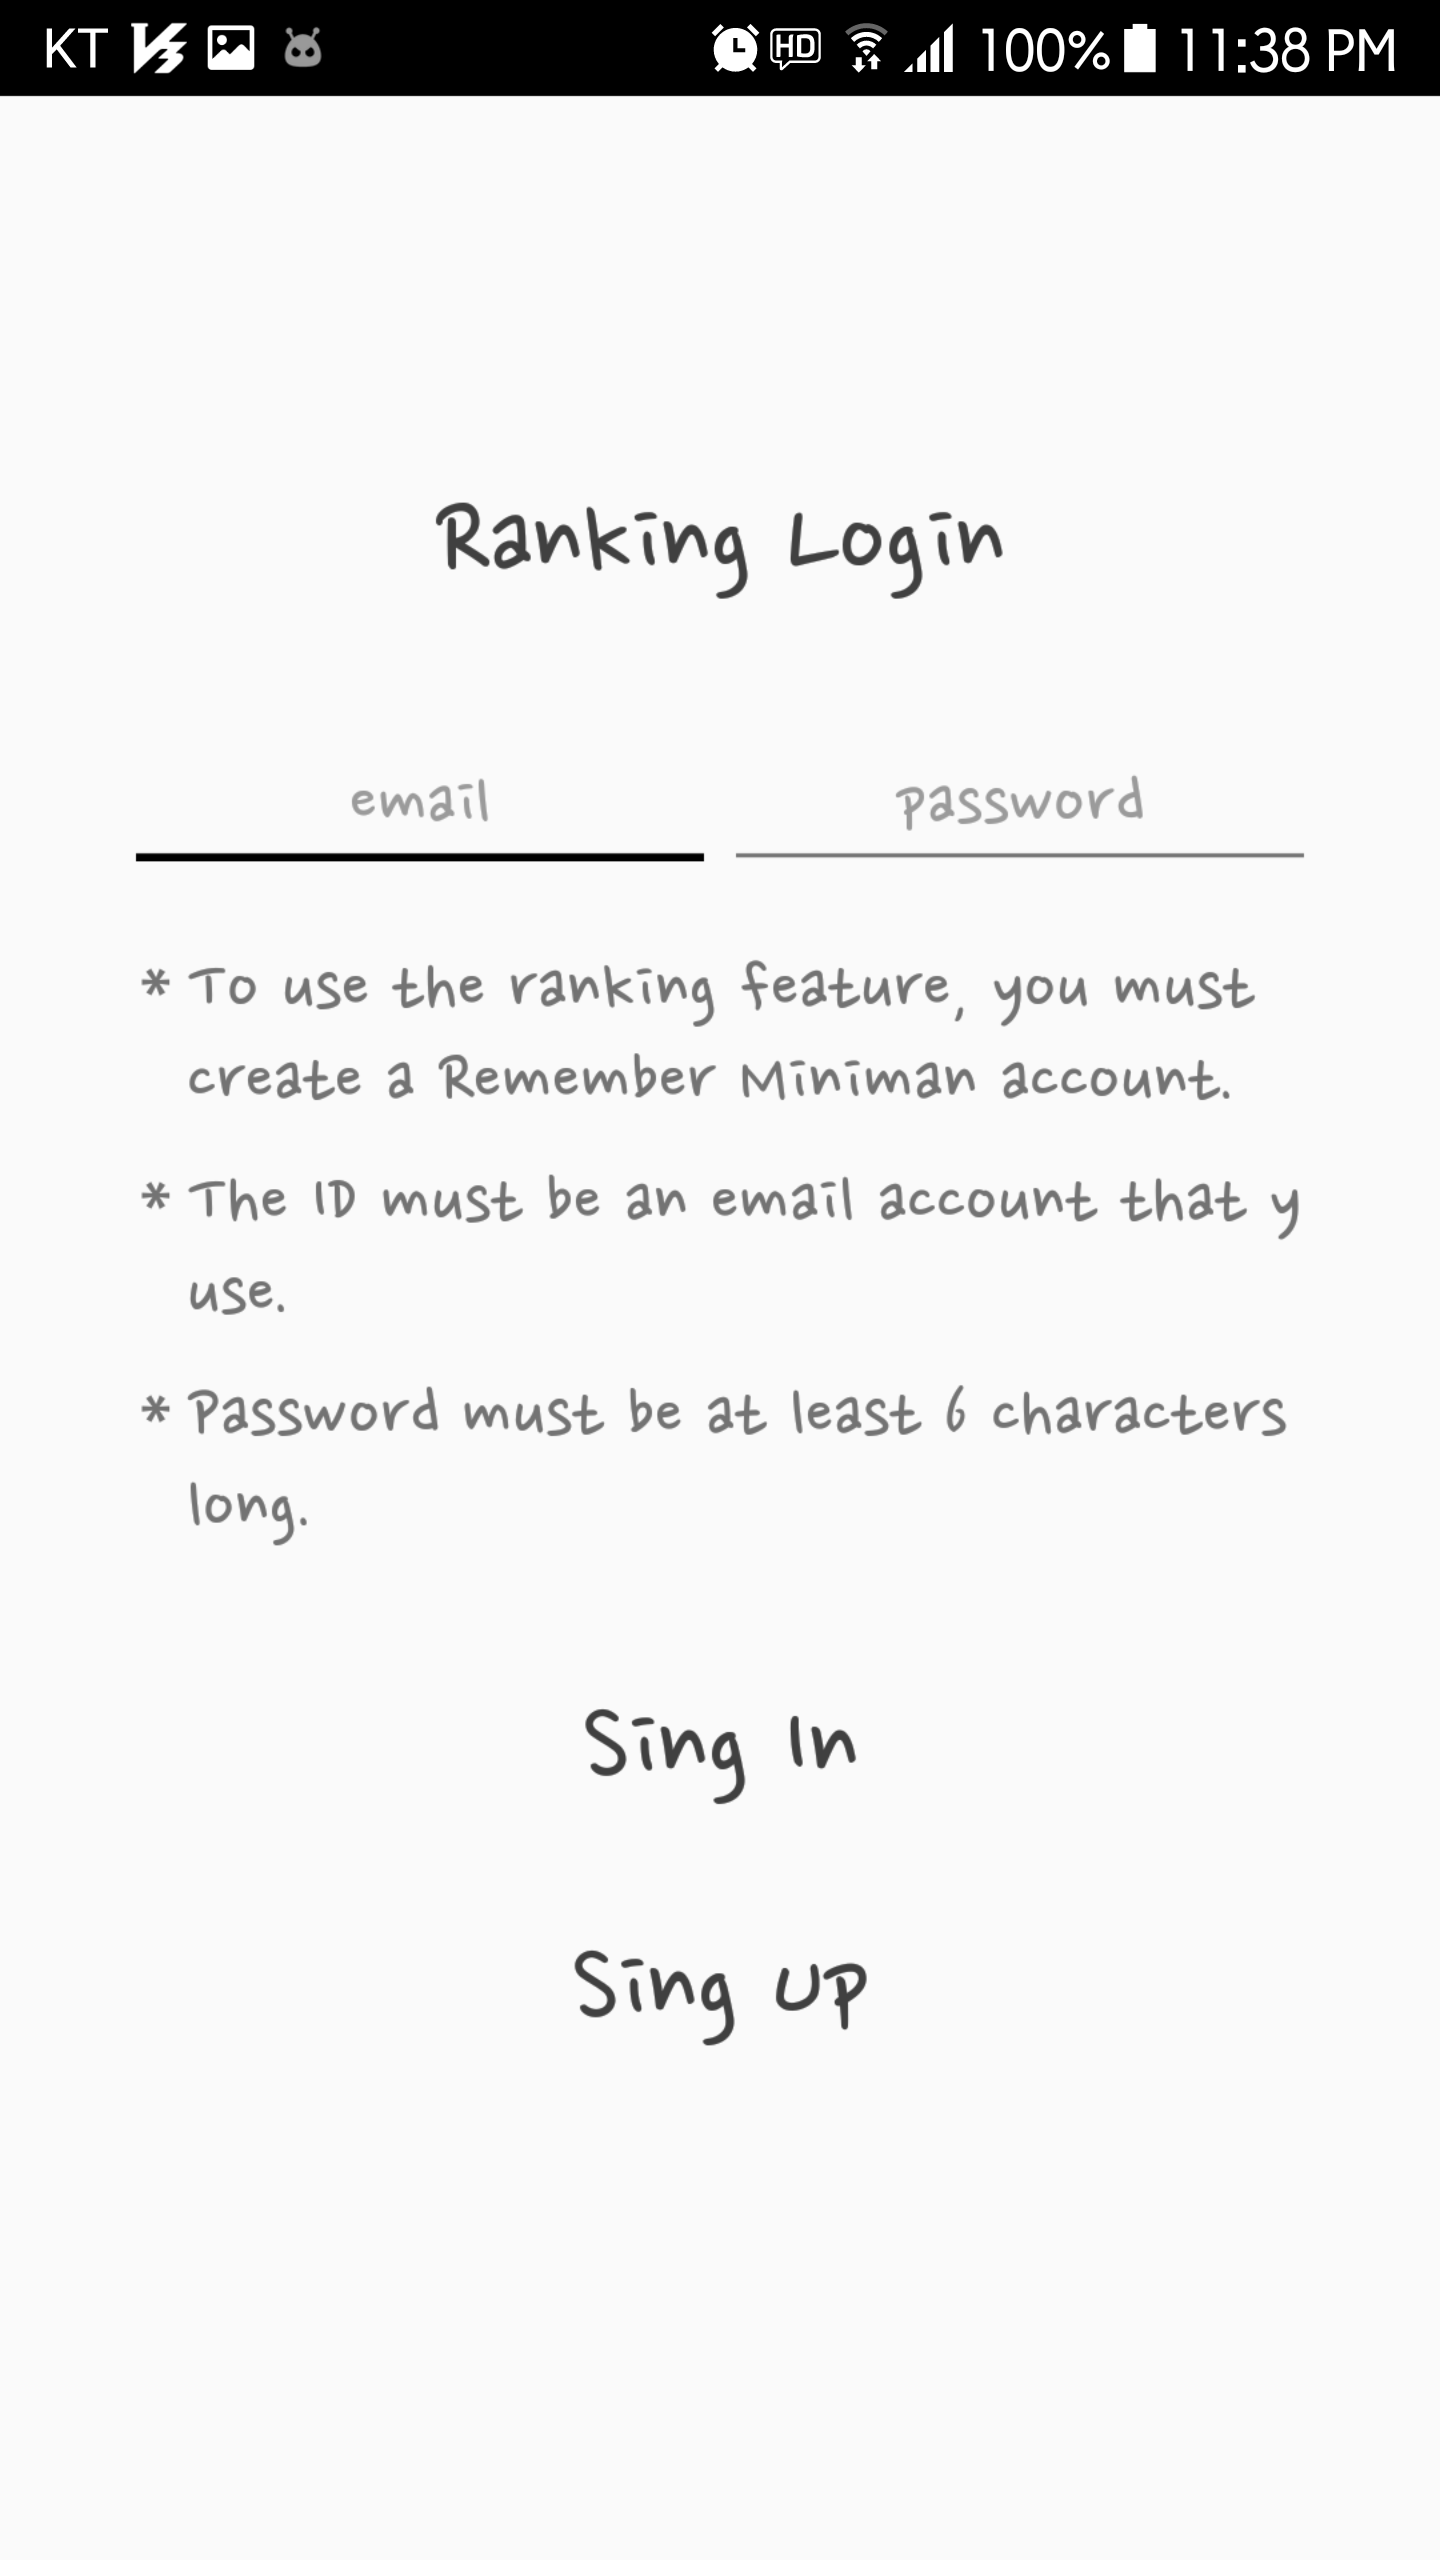 KT HD 100% 11:38 PM
Ranking Login
email password
* To use the ranking feature, you must
create a Remember Miniman account.
* The ID must be an email account that y
use.
* Password must be at least 6 characters
long.
Sing In
Sing Up